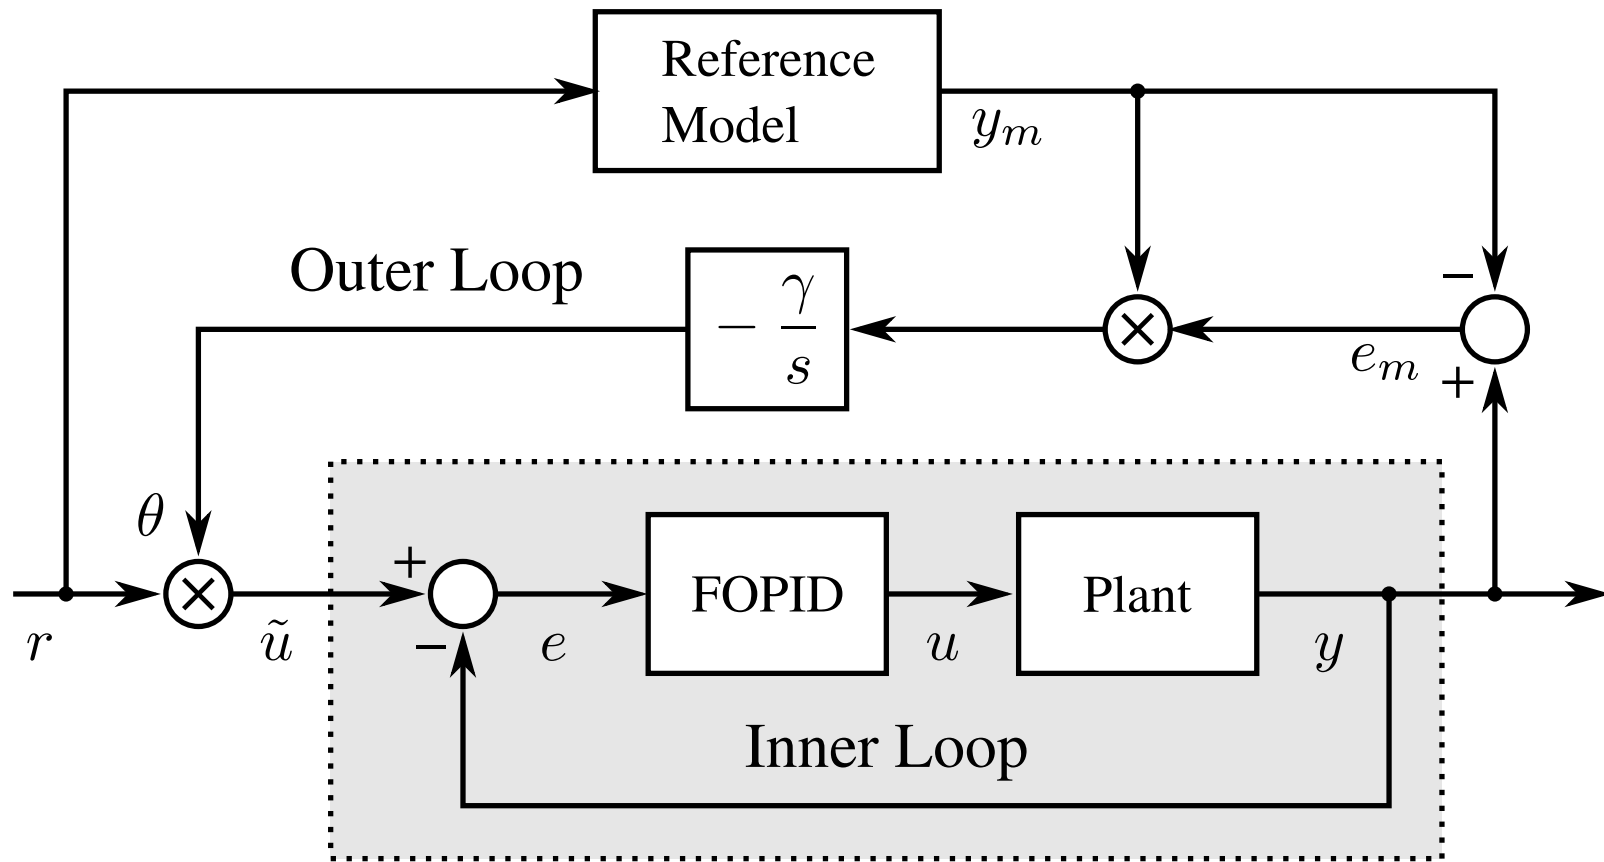 Reference
Model
y_m
Outer Loop
− γ/s
−
e_m
+
θ
+
FOPID
Plant
r
ũ
−
e
u
y
Inner Loop